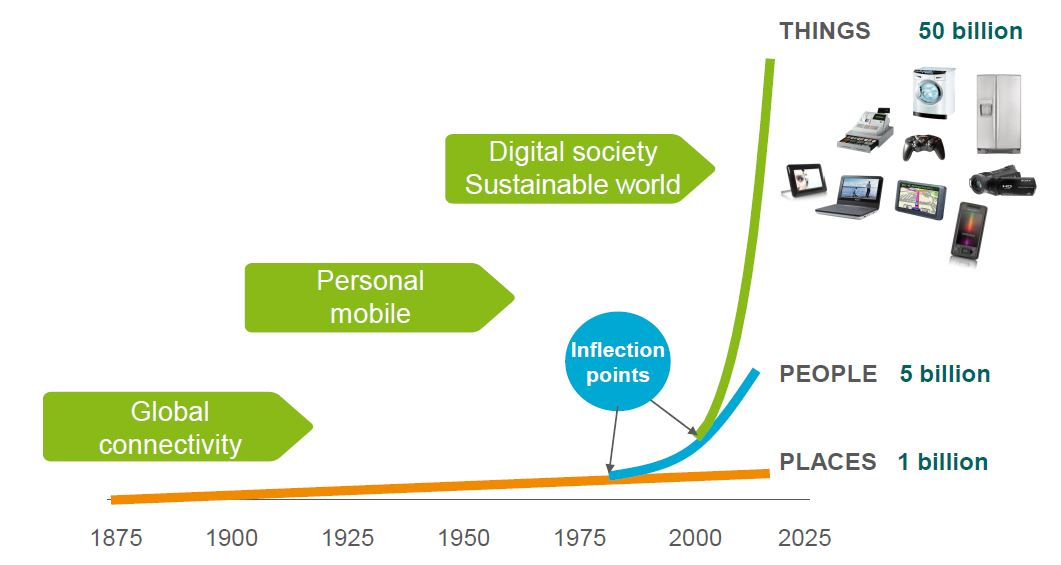 THINGS 50 billion
Digital society
Sustainable world
Personal
mobile
Inflection
points
PEOPLE 5 billion
Global
connectivity
PLACES 1 billion
1875 1900 1925 1950 1975 2000 2025